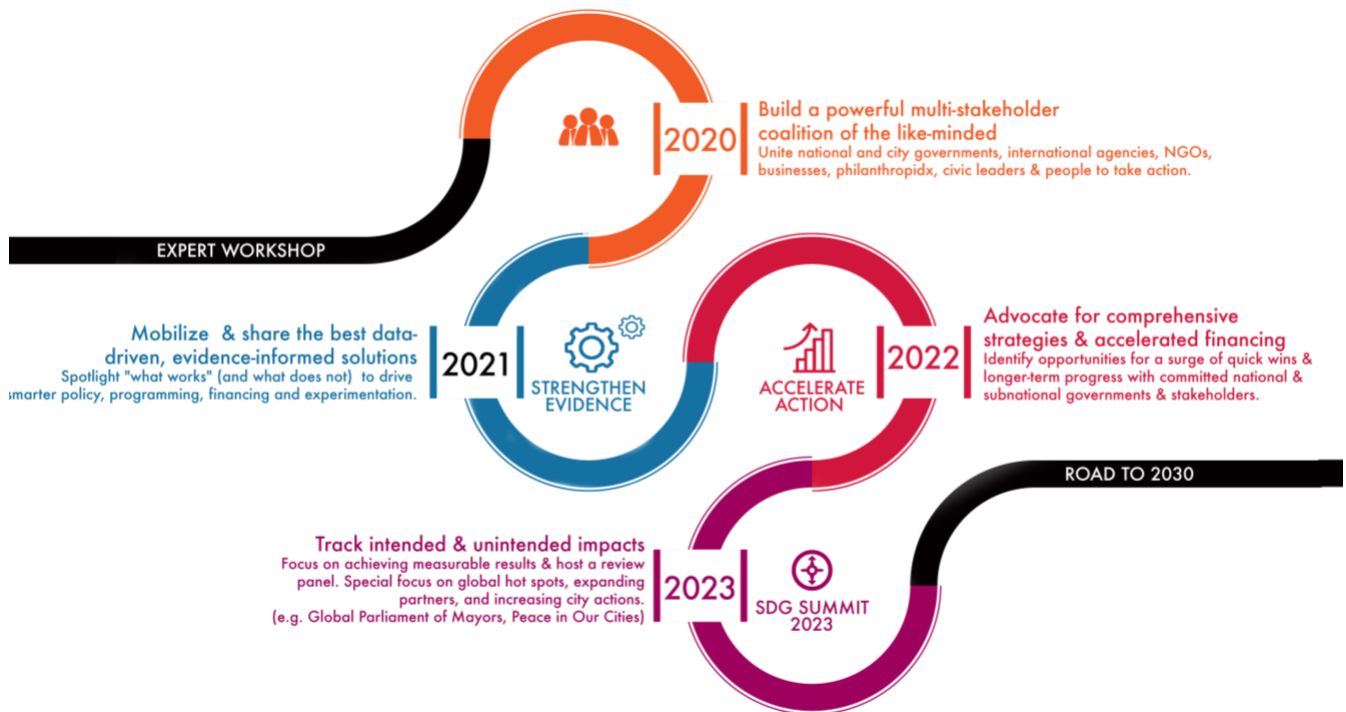 Build a powerful multi-stakeholder
coalition of the like-minded
Unite national and city governments, international agencies, NGOs,
businesses, philanthropidx, civic leaders & people to take action.
2020
EXPERT WORKSHOP
Mobilize & share the best data-
driven, evidence-informed solutions
Spotlight "what works" (and what does not) to drive
smarter policy, programming, financing and experimentation.
2021
STRENGTHEN
EVIDENCE
ACCELERATE
ACTION
2022
Advocate for comprehensive
strategies & accelerated financing
Identify opportunities for a surge of quick wins &
longer-term progress with committed national &
subnational governments & stakeholders.
ROAD TO 2030
Track intended & unintended impacts
Focus on achieving measurable results & host a review
panel. Special focus on global hot spots, expanding
partners, and increasing city actions.
(e.g. Global Parliament of Mayors, Peace in Our Cities)
2023
SDG SUMMIT
2023